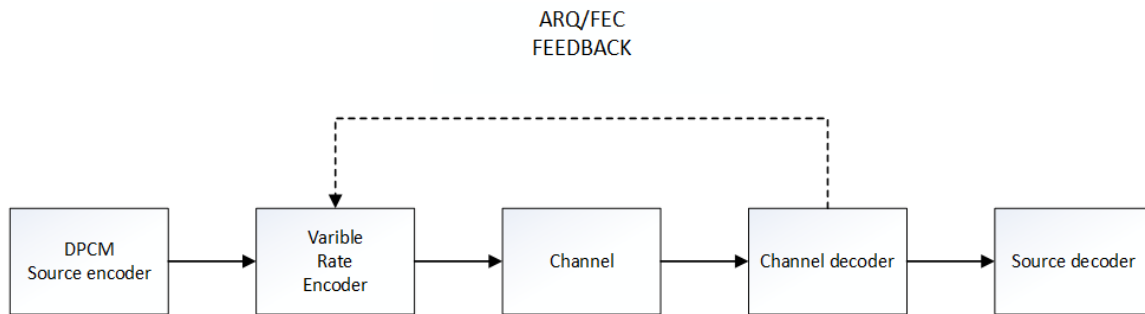 ARQ/FEC
FEEDBACK
DPCM
Source encoder
Varible
Rate
Encoder
Channel
Channel decoder
Source decoder